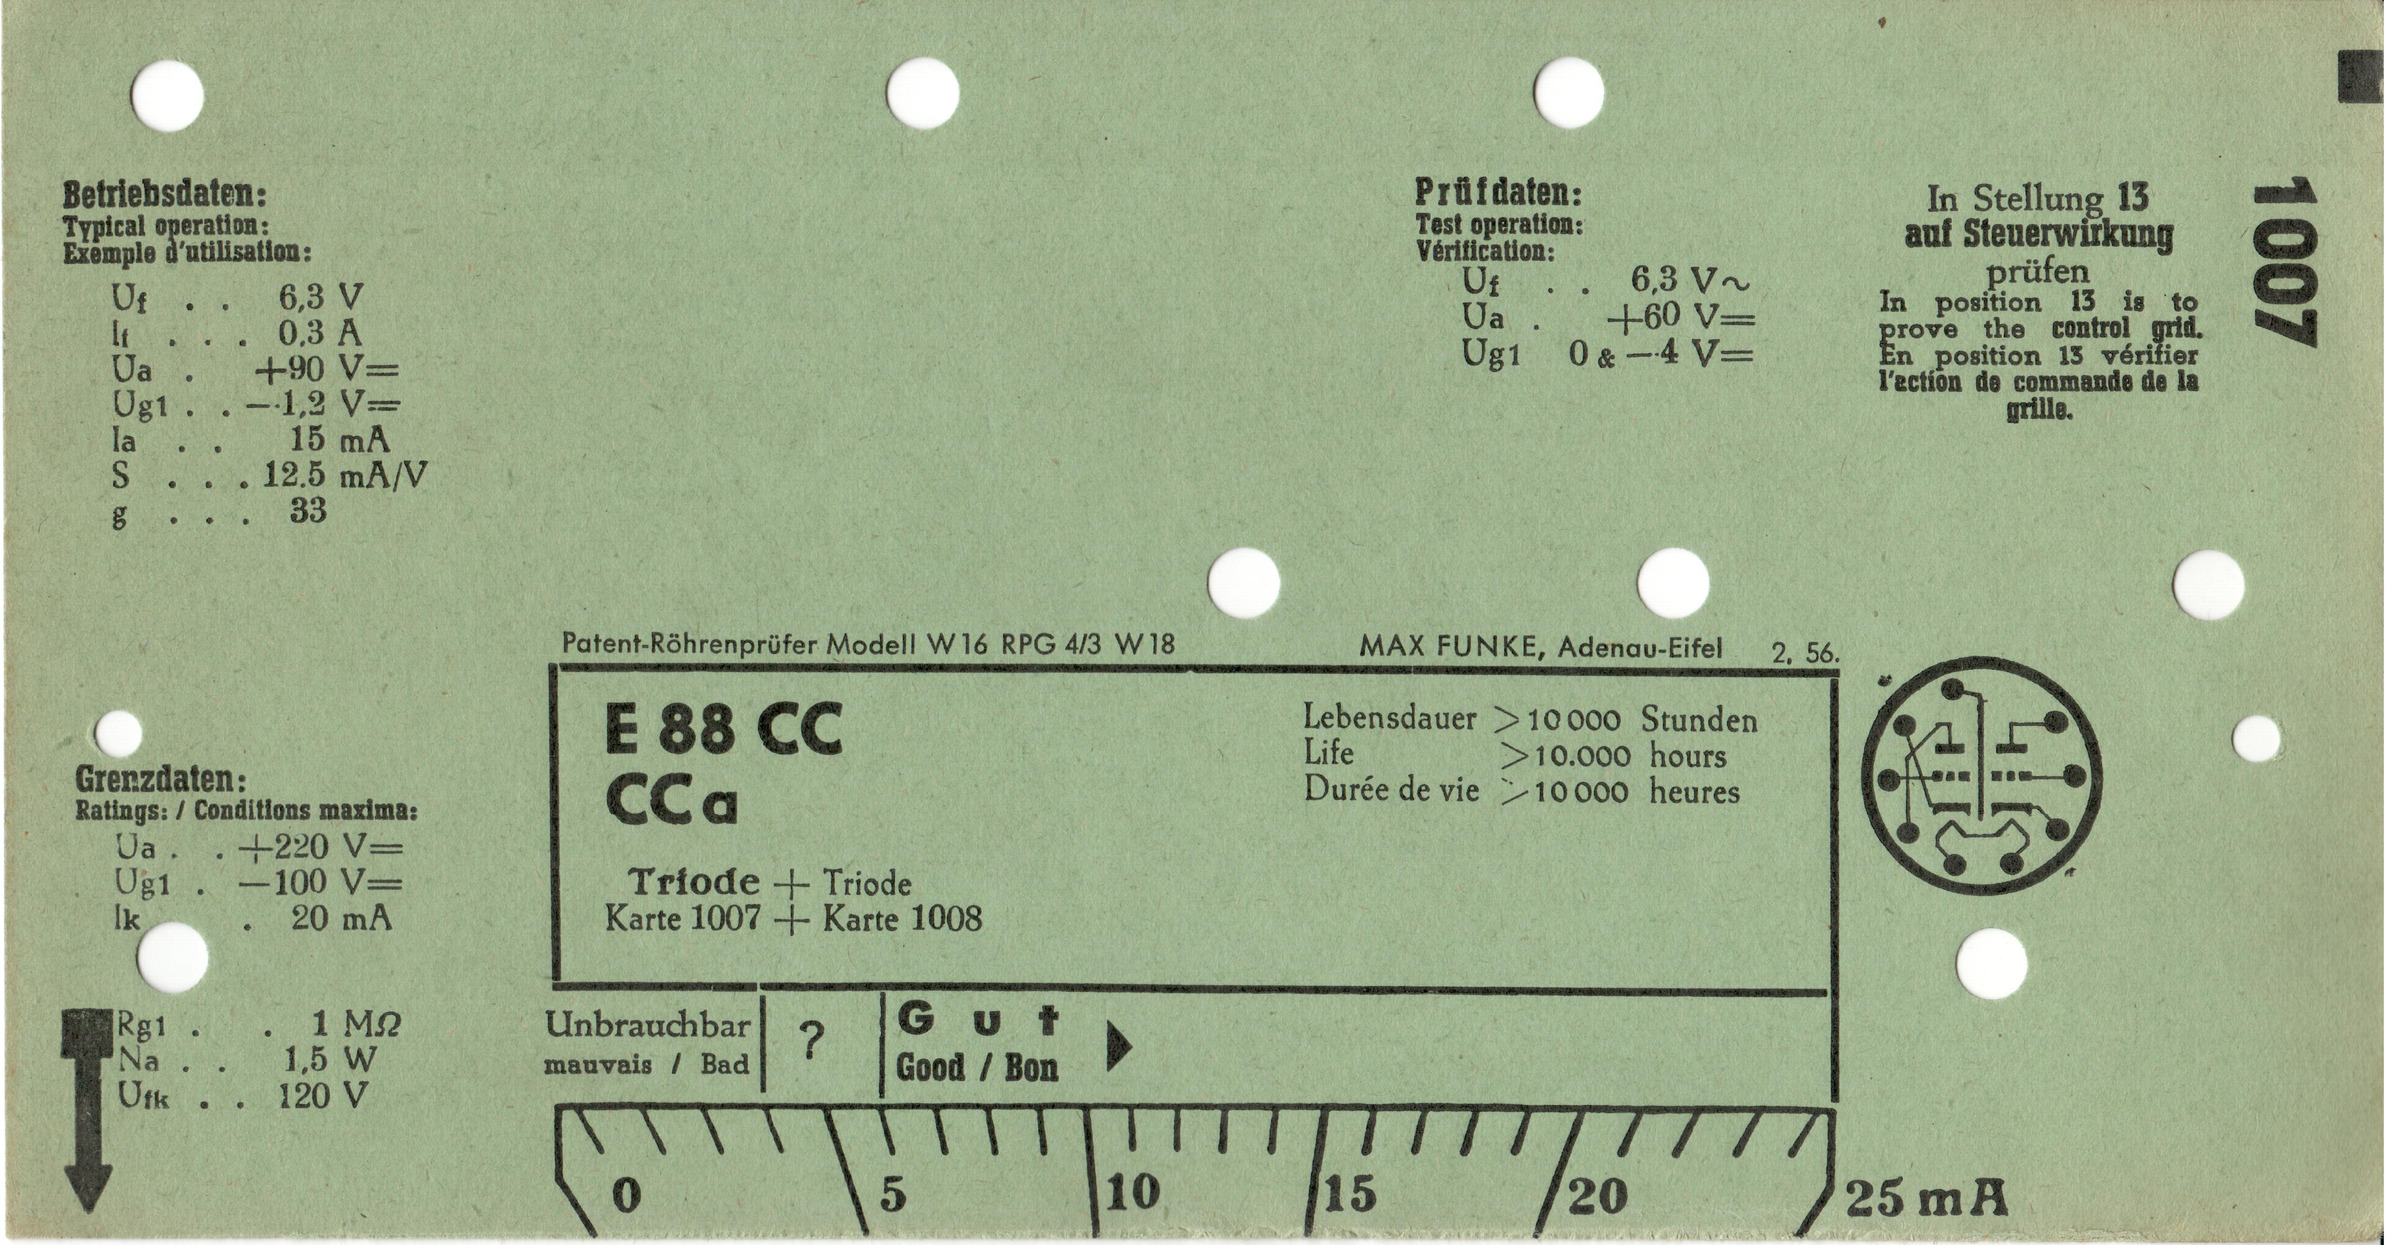 Betriebsdaten:
Typical operation:
Exemple d'utilisation:
Uf . . 6,3 V
If . . . 0,3 A
Ua . +90 V=
Ug1 . . −1,2 V=
Ia . . 15 mA
S . . . 12.5 mA/V
g . . . 33
Prüfdaten:
Test operation:
Vérification:
Uf . . 6,3 V~
Ua . +60 V=
Ug1 0 & −4 V=
In Stellung 13
auf Steuerwirkung
prüfen
In position 13 is to
prove the control grid.
En position 13 vérifier
l'action de commande de la
grille.
1007
Grenzdaten:
Ratings: / Conditions maxima:
Ua . . +220 V=
Ug1 . −100 V=
Ik . 20 mA
Rg1 . . 1 MΩ
Na . . 1,5 W
Ufk . . 120 V
Patent-Röhrenprüfer Modell W16 RPG 4/3 W18 MAX FUNKE, Adenau-Eifel 2, 56.
E 88 CC
CCa
Lebensdauer >10000 Stunden
Life >10.000 hours
Durée de vie >10000 heures
Triode + Triode
Karte 1007 + Karte 1008
Unbrauchbar
mauvais / Bad
?
Gut
Good / Bon
0 5 10 15 20 25 mA